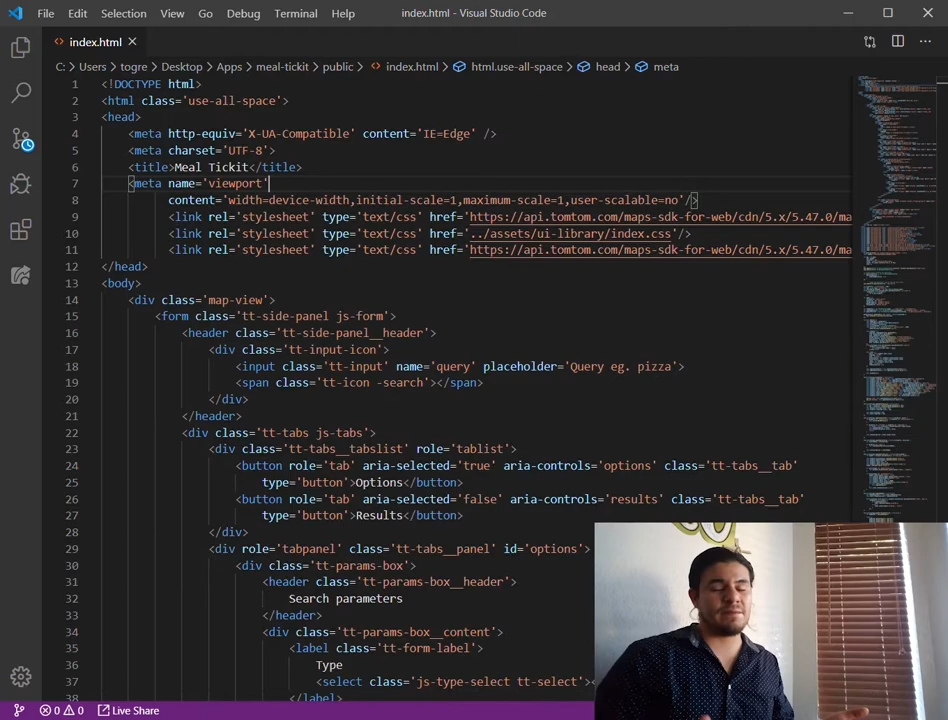 File Edit Selection View Go Debug Terminal Help index.html - Visual Studio Code
index.html
C: > Users > togre > Desktop > Apps > meal-tickit > public > index.html > html.use-all-space > head > meta
1 <!DOCTYPE html>
2 <html class='use-all-space'>
3 <head>
4 <meta http-equiv='X-UA-Compatible' content='IE=Edge' />
5 <meta charset='UTF-8'>
6 <title>Meal Tickit</title>
7 <meta name='viewport'
8 content='width=device-width,initial-scale=1,maximum-scale=1,user-scalable=no'/>
9 <link rel='stylesheet' type='text/css' href='https://api.tomtom.com/maps-sdk-for-web/cdn/5.x/5.47.0/ma
10 <link rel='stylesheet' type='text/css' href='../assets/ui-library/index.css'/>
11 <link rel='stylesheet' type='text/css' href='https://api.tomtom.com/maps-sdk-for-web/cdn/5.x/5.47.0/ma
12 </head>
13 <body>
14 <div class='map-view'>
15 <form class='tt-side-panel js-form'>
16 <header class='tt-side-panel__header'>
17 <div class='tt-input-icon'>
18 <input class='tt-input' name='query' placeholder='Query eg. pizza'>
19 <span class='tt-icon -search'></span>
20 </div>
21 </header>
22 <div class='tt-tabs js-tabs'>
23 <div class='tt-tabs__tabslist' role='tablist'>
24 <button role='tab' aria-selected='true' aria-controls='options' class='tt-tabs__tab'
25 type='button'>Options</button>
26 <button role='tab' aria-selected='false' aria-controls='results' class='tt-tabs__tab'
27 type='button'>Results</button>
28 </div>
29 <div role='tabpanel' class='tt-tabs__panel' id='options'>
30 <div class='tt-params-box'>
31 <header class='tt-params-box__header'>
32 Search parameters
33 </header>
34 <div class='tt-params-box__content'>
35 <label class='tt-form-label'>
36 Type
37 <select class='js-type-select tt-select'><
38 </label>
0 0 Live Share